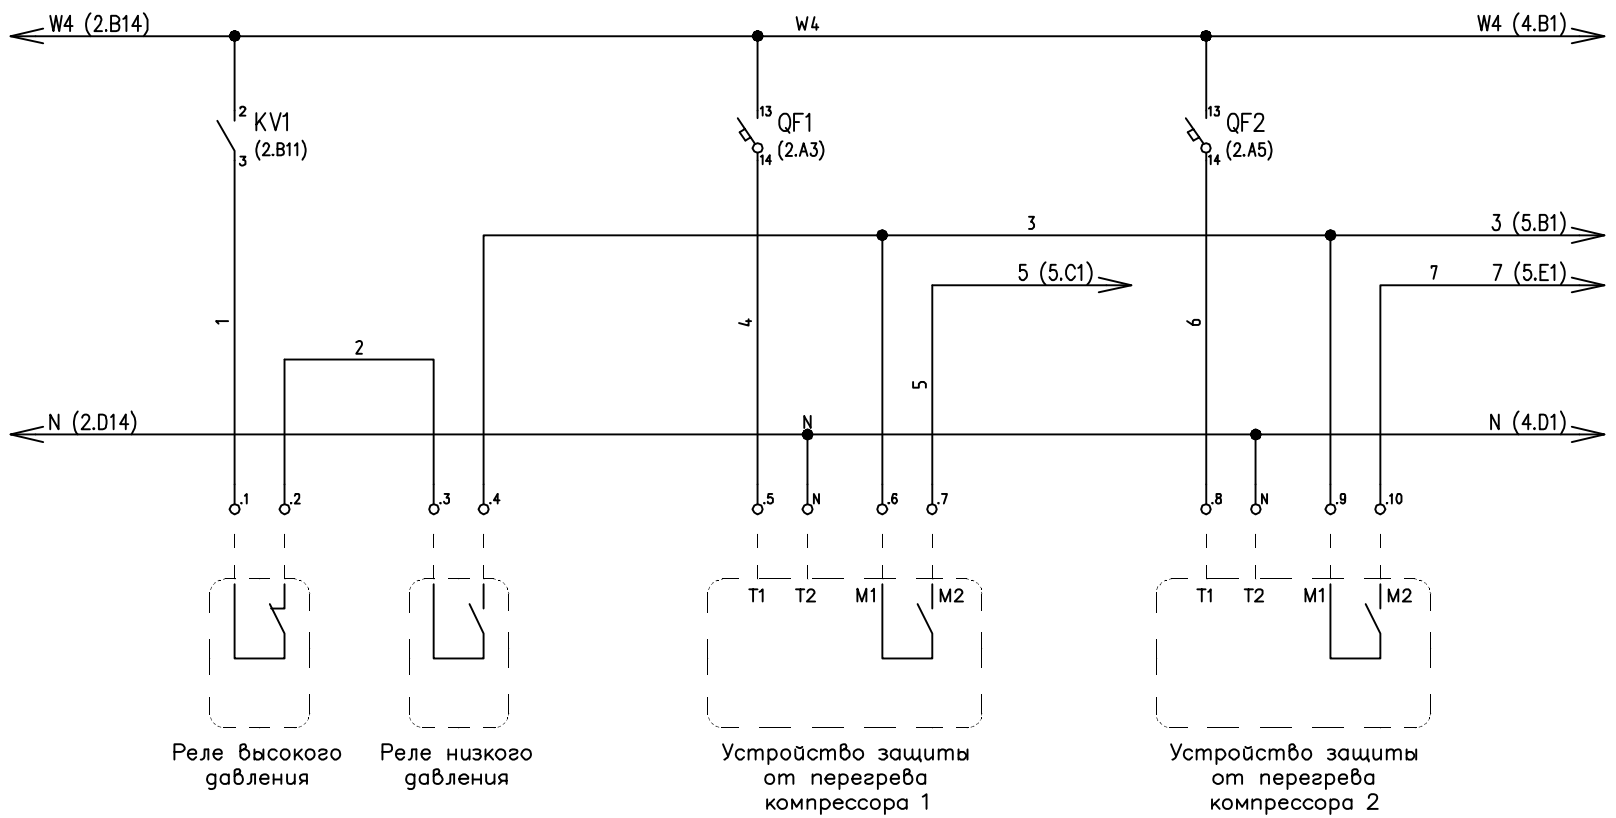 W4 (2.B14)
W4
W4 (4.B1)
2
KV1
(2.B11)
3
13
QF1
14 (2.A3)
13
QF2
14 (2.A5)
3
3 (5.B1)
5 (5.C1)
7
7 (5.E1)
1
2
4
5
6
N (2.D14)
N
N (4.D1)
.1
.2
.3
.4
.5
N
.6
.7
.8
N
.9
.10
T1
T2
M1
M2
T1
T2
M1
M2
Реле высокого
давления
Реле низкого
давления
Устройство защиты
от перегрева
компрессора 1
Устройство защиты
от перегрева
компрессора 2